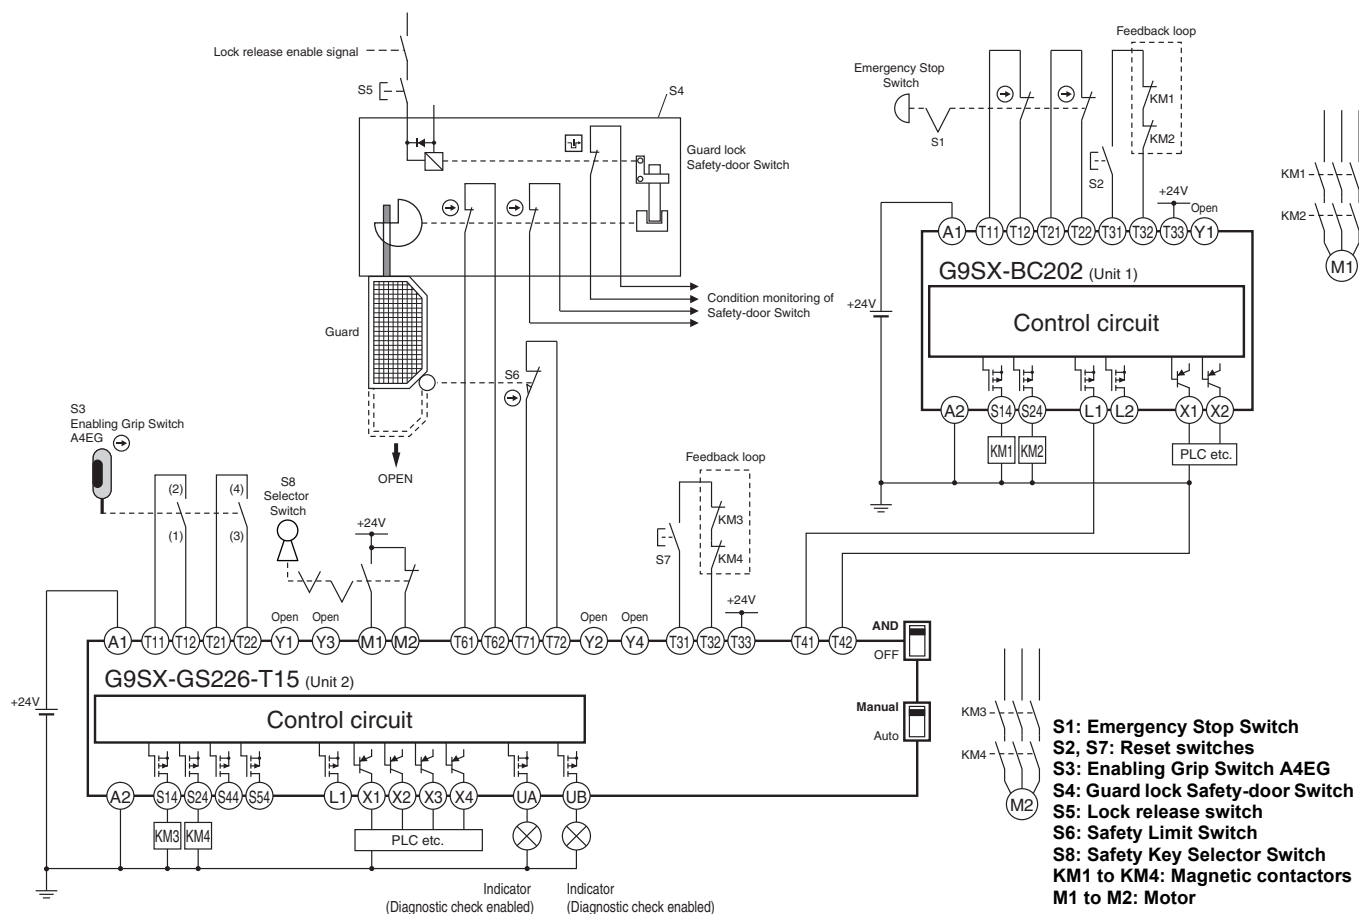 Lock release enable signal
S5
S4
Guard lock
Safety-door Switch
Guard
OPEN
Condition monitoring of
Safety-door Switch
S6
Emergency Stop
Switch
S1
Feedback loop
KM1
KM2
S2
+24V
Open
A1 T11 T12 T21 T22 T31 T32 T33 Y1
G9SX-BC202 (Unit 1)
+24V
Control circuit
A2 S14 S24 L1 L2 X1 X2
KM1 KM2
PLC etc.
KM1
KM2
M1
S3
Enabling Grip Switch
A4EG
(2)
(4)
(1)
(3)
S8
Selector
Switch
+24V
Feedback loop
KM3
KM4
S7
+24V
Open Open
Open Open
A1 T11 T12 T21 T22 Y1 Y3 M1 M2 T61 T62 T71 T72 Y2 Y4 T31 T32 T33 T41 T42
AND
OFF
G9SX-GS226-T15 (Unit 2)
+24V
Control circuit
Manual
Auto
A2 S14 S24 S44 S54 L1 X1 X2 X3 X4 UA UB
KM3 KM4
PLC etc.
Indicator
(Diagnostic check enabled)
Indicator
(Diagnostic check enabled)
KM3
KM4
M2
S1: Emergency Stop Switch
S2, S7: Reset switches
S3: Enabling Grip Switch A4EG
S4: Guard lock Safety-door Switch
S5: Lock release switch
S6: Safety Limit Switch
S8: Safety Key Selector Switch
KM1 to KM4: Magnetic contactors
M1 to M2: Motor